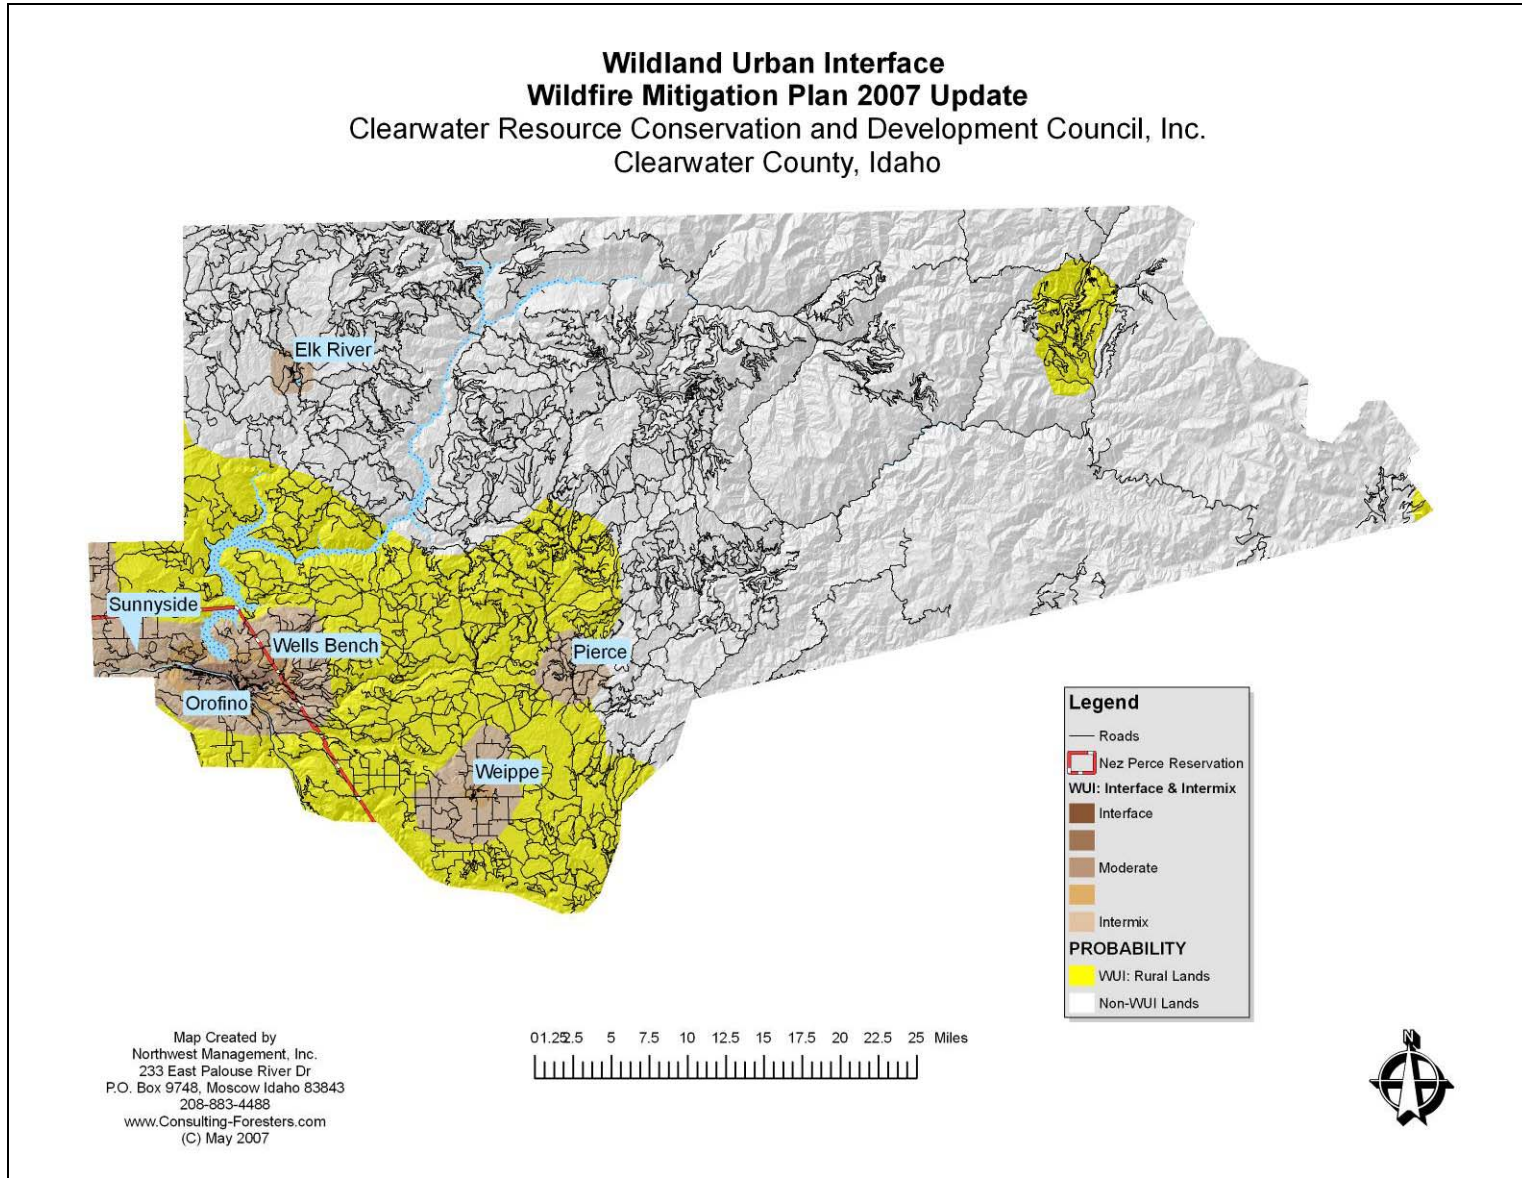 Wildland Urban Interface
Wildfire Mitigation Plan 2007 Update
Clearwater Resource Conservation and Development Council, Inc.
Clearwater County, Idaho
Elk River
Sunnyside
Wells Bench
Pierce
Orofino
Weippe
Legend
Roads
Nez Perce Reservation
WUI: Interface & Intermix
Interface
Moderate
Intermix
PROBABILITY
WUI: Rural Lands
Non-WUI Lands
Map Created by
Northwest Management, Inc.
233 East Palouse River Dr
P.O. Box 9748, Moscow Idaho 83843
208-883-4488
www.Consulting-Foresters.com
(C) May 2007
0 1.25 2.5 5 7.5 10 12.5 15 17.5 20 22.5 25 Miles
N